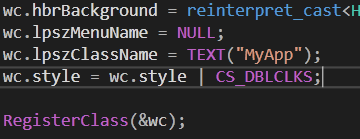 wc.hbrBackground = reinterpret_cast<H
wc.lpszMenuName = NULL;
wc.lpszClassName = TEXT("MyApp");
wc.style = wc.style | CS_DBLCLKS;
RegisterClass(&wc);